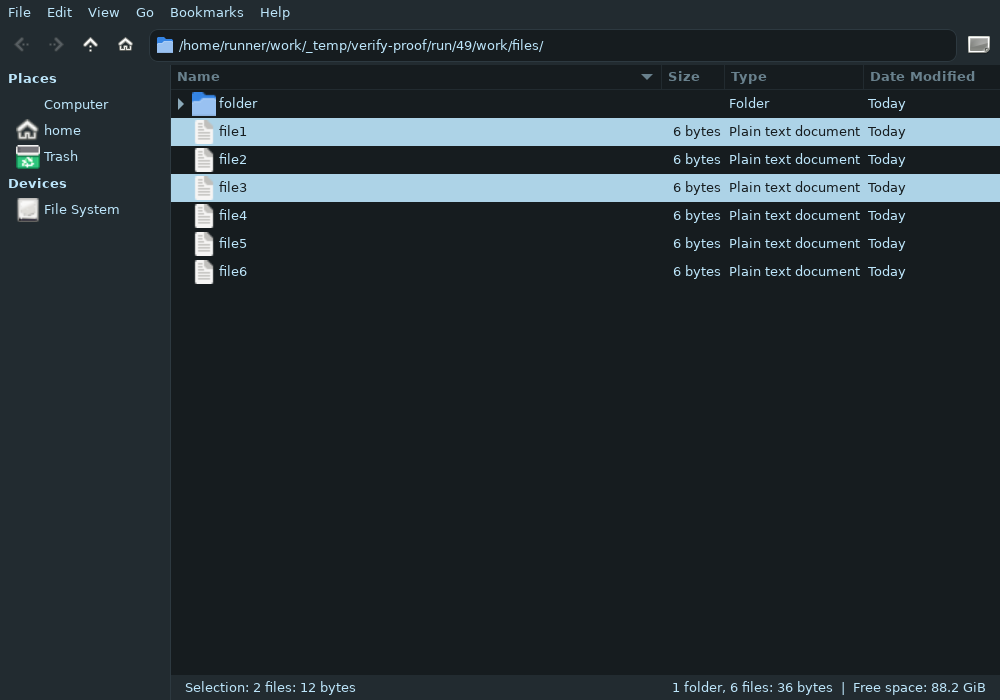 File Edit View Go Bookmarks Help
/home/runner/work/_temp/verify-proof/run/49/work/files/
Places
Computer
home
Trash
Devices
File System
Name Size Type Date Modified
folder Folder Today
file1 6 bytes Plain text document Today
file2 6 bytes Plain text document Today
file3 6 bytes Plain text document Today
file4 6 bytes Plain text document Today
file5 6 bytes Plain text document Today
file6 6 bytes Plain text document Today
Selection: 2 files: 12 bytes 1 folder, 6 files: 36 bytes | Free space: 88.2 GiB